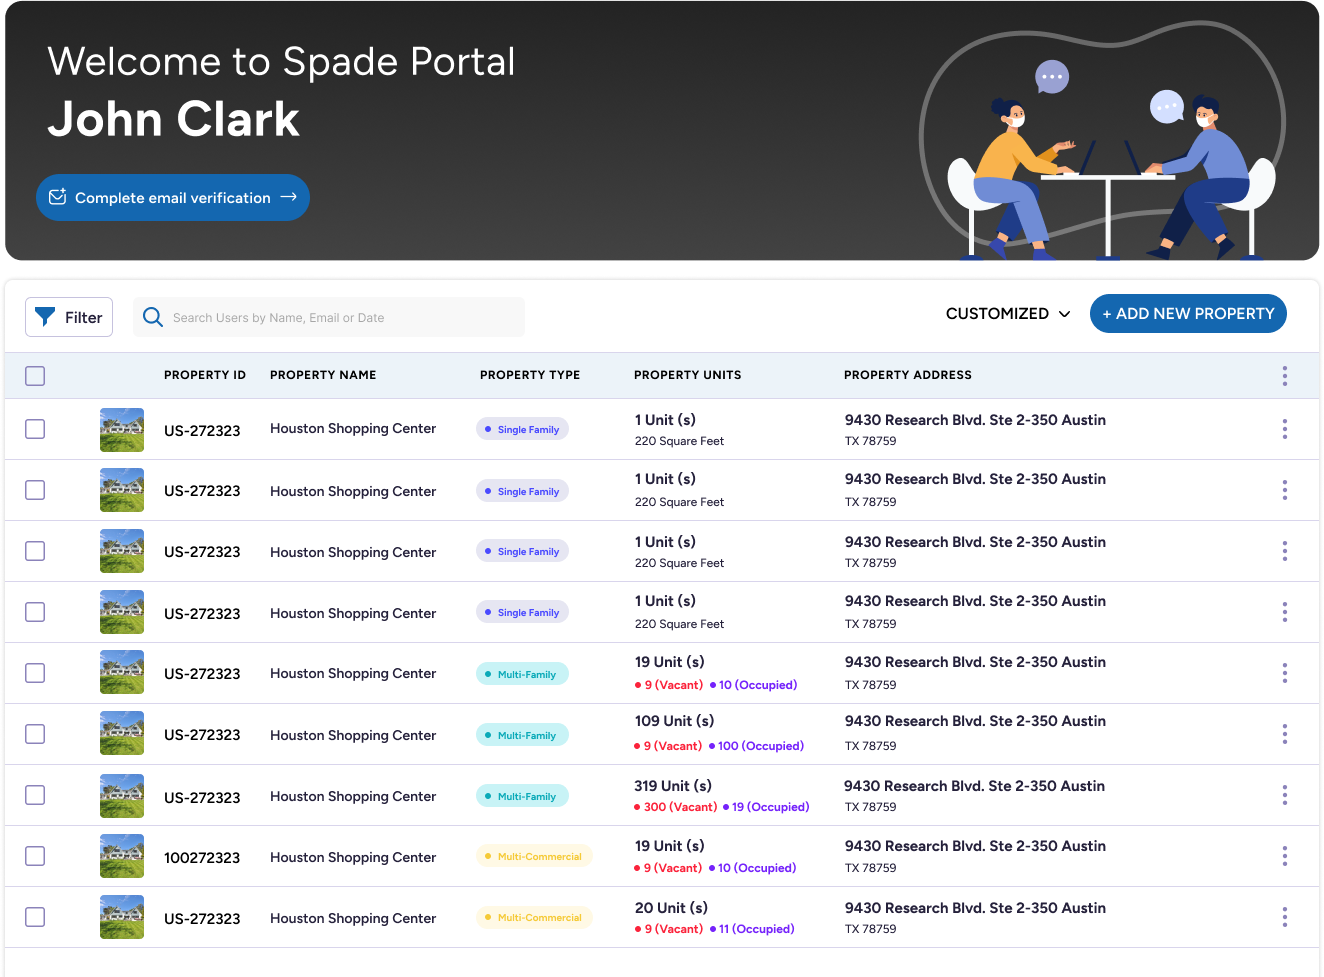 Welcome to Spade Portal
John Clark
Complete email verification
Filter
Search Users by Name, Email or Date
CUSTOMIZED
+ ADD NEW PROPERTY
PROPERTY ID PROPERTY NAME PROPERTY TYPE PROPERTY UNITS PROPERTY ADDRESS
US-272323 Houston Shopping Center Single Family 1 Unit (s) 9430 Research Blvd. Ste 2-350 Austin
220 Square Feet TX 78759
US-272323 Houston Shopping Center Single Family 1 Unit (s) 9430 Research Blvd. Ste 2-350 Austin
220 Square Feet TX 78759
US-272323 Houston Shopping Center Single Family 1 Unit (s) 9430 Research Blvd. Ste 2-350 Austin
220 Square Feet TX 78759
US-272323 Houston Shopping Center Single Family 1 Unit (s) 9430 Research Blvd. Ste 2-350 Austin
220 Square Feet TX 78759
US-272323 Houston Shopping Center Multi-Family 19 Unit (s) 9430 Research Blvd. Ste 2-350 Austin
9 (Vacant) 10 (Occupied) TX 78759
US-272323 Houston Shopping Center Multi-Family 109 Unit (s) 9430 Research Blvd. Ste 2-350 Austin
9 (Vacant) 100 (Occupied) TX 78759
US-272323 Houston Shopping Center Multi-Family 319 Unit (s) 9430 Research Blvd. Ste 2-350 Austin
300 (Vacant) 19 (Occupied) TX 78759
100272323 Houston Shopping Center Multi-Commercial 19 Unit (s) 9430 Research Blvd. Ste 2-350 Austin
9 (Vacant) 10 (Occupied) TX 78759
US-272323 Houston Shopping Center Multi-Commercial 20 Unit (s) 9430 Research Blvd. Ste 2-350 Austin
9 (Vacant) 11 (Occupied) TX 78759